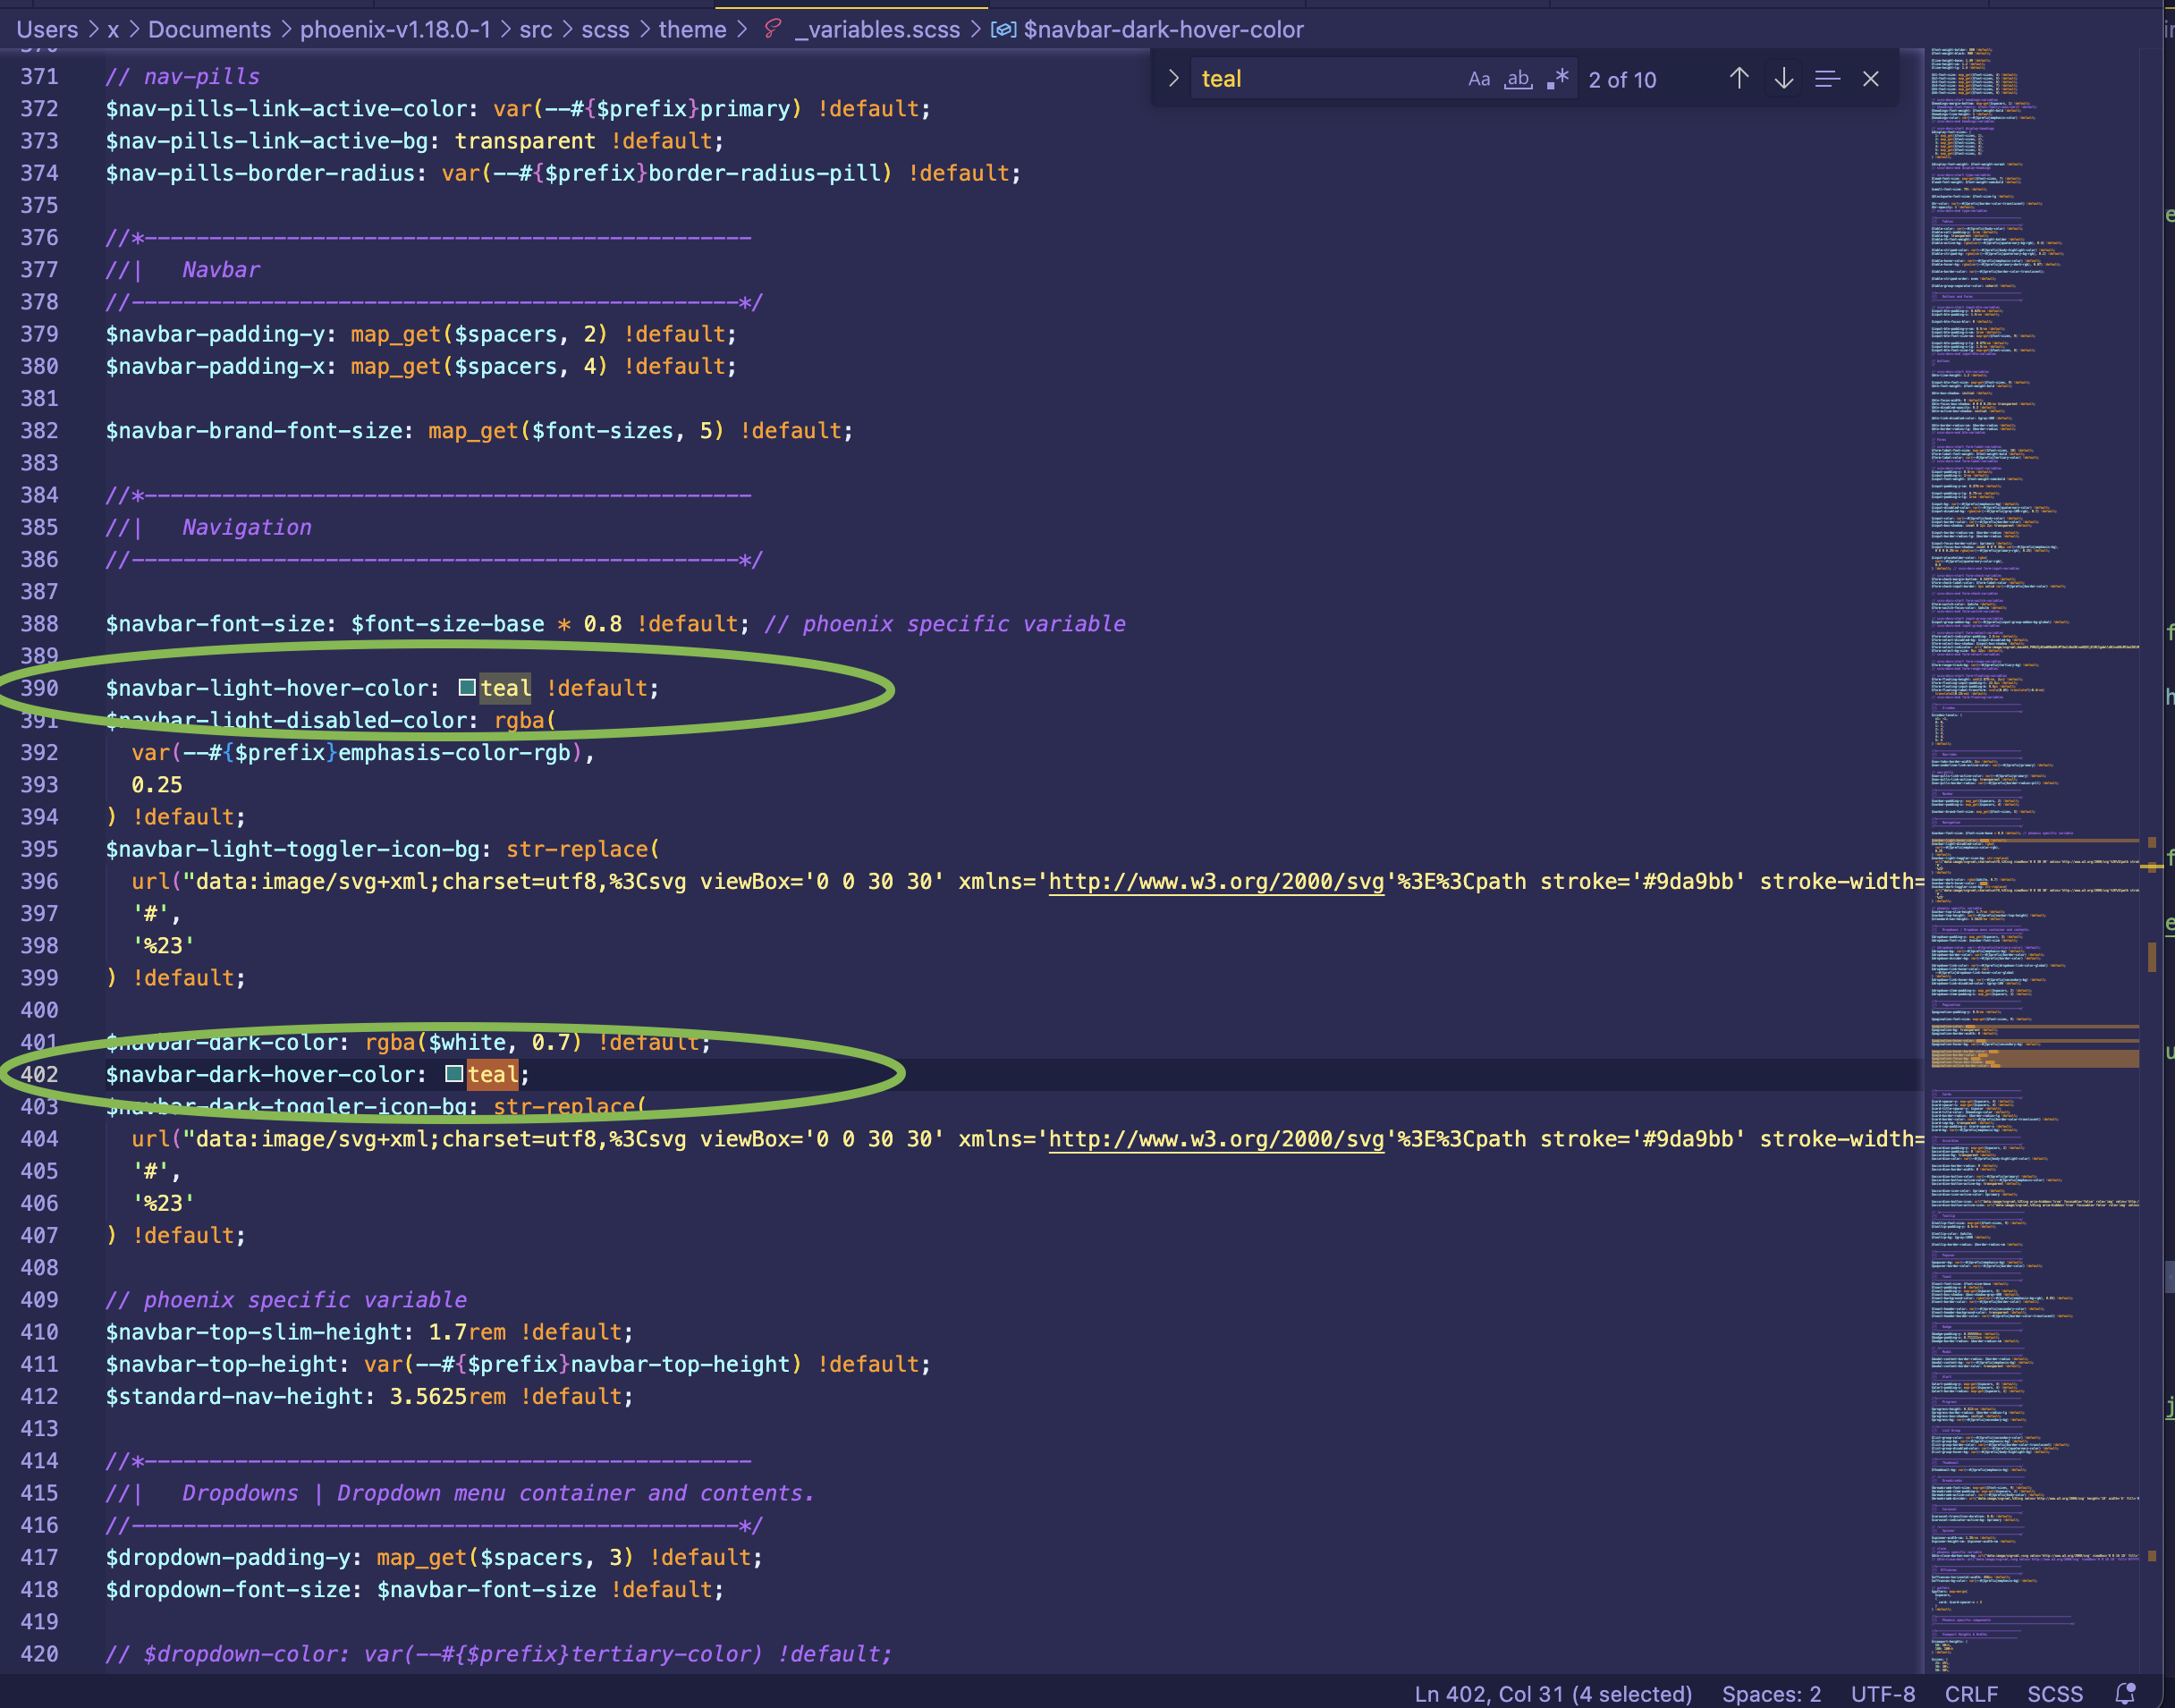 Users > x > Documents > phoenix-v1.18.0-1 > src > scss > theme > _variables.scss > $navbar-dark-hover-color
teal Aa ab .* 2 of 10
370
371 // nav-pills
372 $nav-pills-link-active-color: var(--#{$prefix}primary) !default;
373 $nav-pills-link-active-bg: transparent !default;
374 $nav-pills-border-radius: var(--#{$prefix}border-radius-pill) !default;
375
376 //*-----------------------------------------------
377 //|   Navbar
378 //-----------------------------------------------*/
379 $navbar-padding-y: map_get($spacers, 2) !default;
380 $navbar-padding-x: map_get($spacers, 4) !default;
381
382 $navbar-brand-font-size: map_get($font-sizes, 5) !default;
383
384 //*-----------------------------------------------
385 //|   Navigation
386 //-----------------------------------------------*/
387
388 $navbar-font-size: $font-size-base * 0.8 !default; // phoenix specific variable
389
390 $navbar-light-hover-color: teal !default;
391 $navbar-light-disabled-color: rgba(
392   var(--#{$prefix}emphasis-color-rgb),
393   0.25
394 ) !default;
395 $navbar-light-toggler-icon-bg: str-replace(
396   url("data:image/svg+xml;charset=utf8,%3Csvg viewBox='0 0 30 30' xmlns='http://www.w3.org/2000/svg'%3E%3Cpath stroke='#9da9bb' stroke-width=
397   '#',
398   '%23'
399 ) !default;
400
401 $navbar-dark-color: rgba($white, 0.7) !default;
402 $navbar-dark-hover-color: teal;
403 $navbar-dark-toggler-icon-bg: str-replace(
404   url("data:image/svg+xml;charset=utf8,%3Csvg viewBox='0 0 30 30' xmlns='http://www.w3.org/2000/svg'%3E%3Cpath stroke='#9da9bb' stroke-width=
405   '#',
406   '%23'
407 ) !default;
408
409 // phoenix specific variable
410 $navbar-top-slim-height: 1.7rem !default;
411 $navbar-top-height: var(--#{$prefix}navbar-top-height) !default;
412 $standard-nav-height: 3.5625rem !default;
413
414 //*-----------------------------------------------
415 //|   Dropdowns | Dropdown menu container and contents.
416 //-----------------------------------------------*/
417 $dropdown-padding-y: map_get($spacers, 3) !default;
418 $dropdown-font-size: $navbar-font-size !default;
419
420 // $dropdown-color: var(--#{$prefix}tertiary-color) !default;
Ln 402, Col 31 (4 selected) Spaces: 2 UTF-8 CRLF SCSS